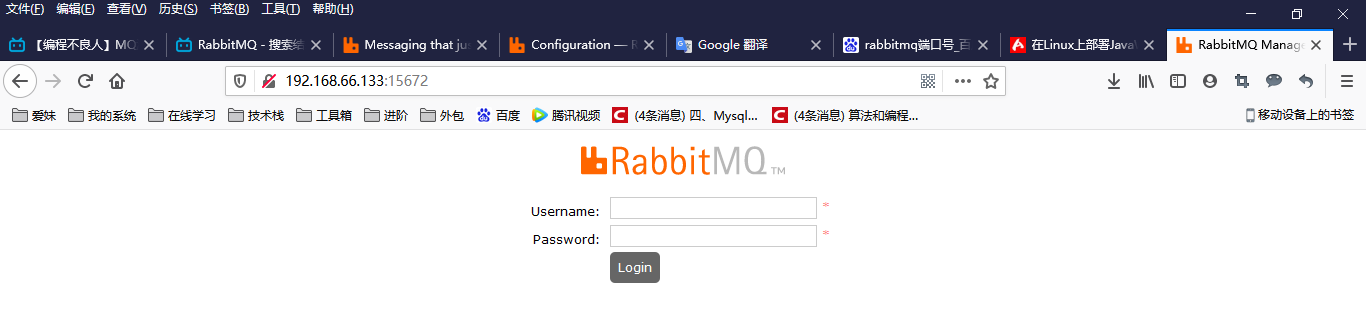 文件(F) 编辑(E) 查看(V) 历史(S) 书签(B) 工具(T) 帮助(H)
【编程不良人】MQ RabbitMQ - 搜索结 Messaging that jus Configuration — R Google 翻译 rabbitmq端口号_百 在Linux上部署JavaW RabbitMQ Manage
192.168.66.133:15672
爱妹 我的系统 在线学习 技术栈 工具箱 进阶 外包 百度 腾讯视频 (4条消息) 四、Mysql... (4条消息) 算法和编程... 移动设备上的书签
RabbitMQ TM
Username: *
Password: *
Login